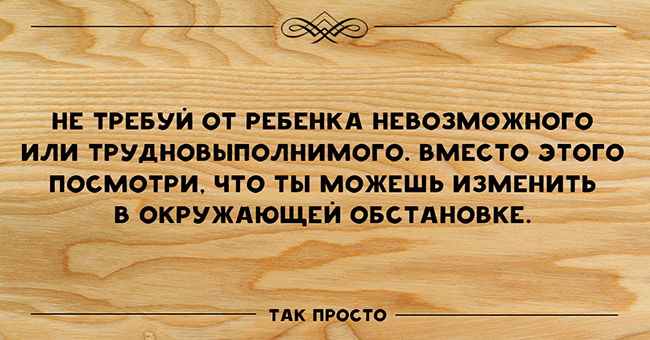 НЕ ТРЕБУЙ ОТ РЕБЕНКА НЕВОЗМОЖНОГО
ИЛИ ТРУДНОВЫПОЛНИМОГО. ВМЕСТО ЭТОГО
ПОСМОТРИ, ЧТО ТЫ МОЖЕШЬ ИЗМЕНИТЬ
В ОКРУЖАЮЩЕЙ ОБСТАНОВКЕ.
ТАК ПРОСТО